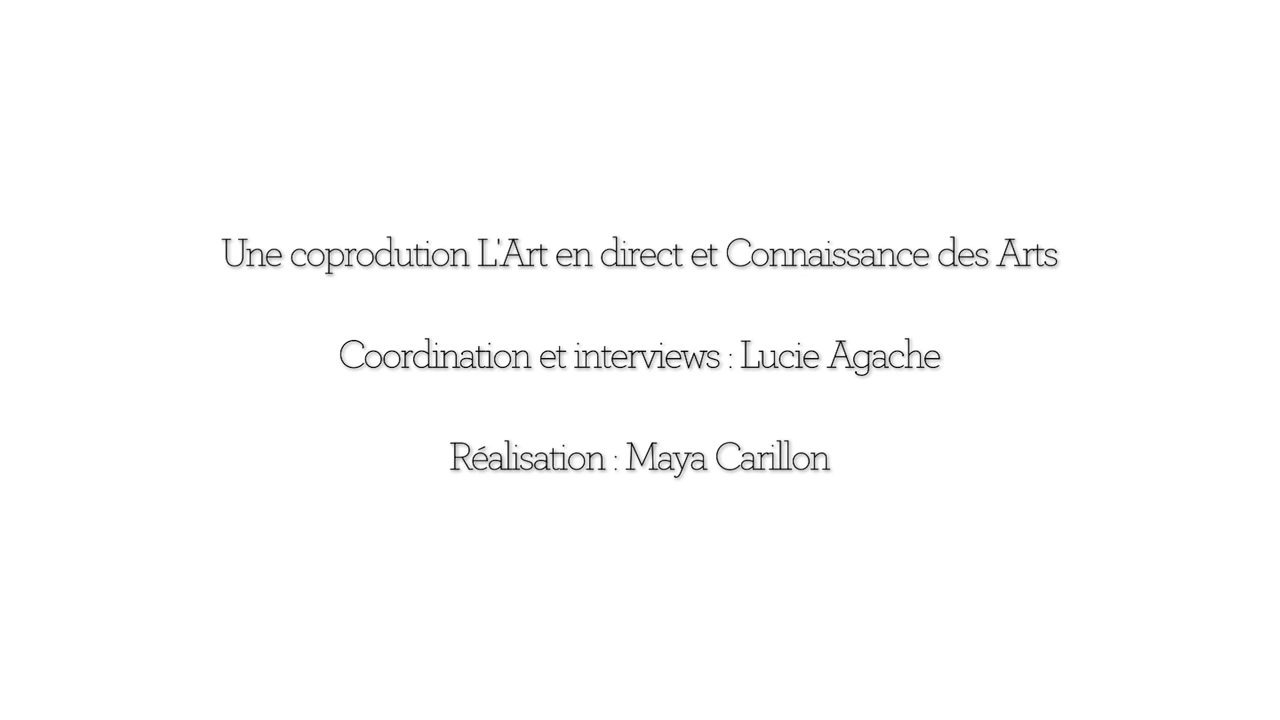 Une coprodution L'Art en direct et Connaissance des Arts
Coordination et interviews : Lucie Agache
Réalisation : Maya Carillon